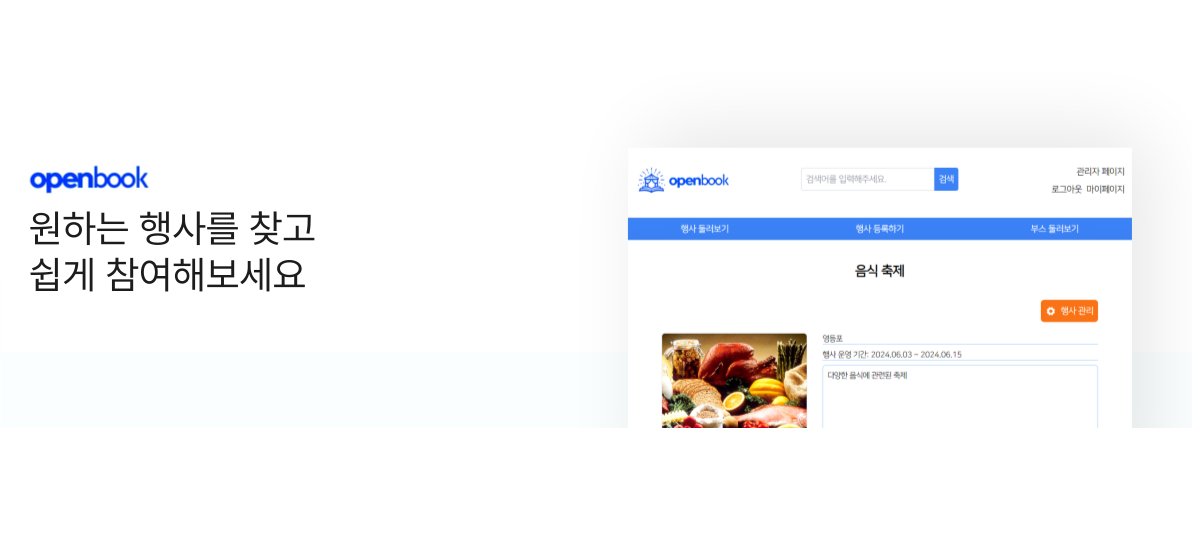 openbook
원하는 행사를 찾고
쉽게 참여해보세요
openbook
검색어를 입력해주세요.
검색
관리자 페이지
로그아웃 마이페이지
행사 둘러보기
행사 등록하기
부스 둘러보기
음식 축제
행사 관리
영등포
행사 운영 기간: 2024.06.03 ~ 2024.06.15
다양한 음식에 관련된 축제